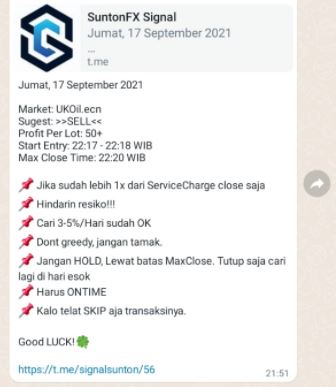 SuntonFX Signal
Jumat, 17 September 2021
...
t.me
Jumat, 17 September 2021
Market: UKOil.ecn
Sugest: >>SELL<<
Profit Per Lot: 50+
Start Entry: 22:17 - 22:18 WIB
Max Close Time: 22:20 WIB
📌 Jika sudah lebih 1x dari ServiceCharge close saja
📌 Hindarin resiko!!!
📌 Cari 3-5%/Hari sudah OK
📌 Dont greedy, jangan tamak.
📌 Jangan HOLD, Lewat batas MaxClose. Tutup saja cari
lagi di hari esok
📌 Harus ONTIME
📌 Kalo telat SKIP aja transaksinya.
Good LUCK!🍀
https://t.me/signalsunton/56
21:51